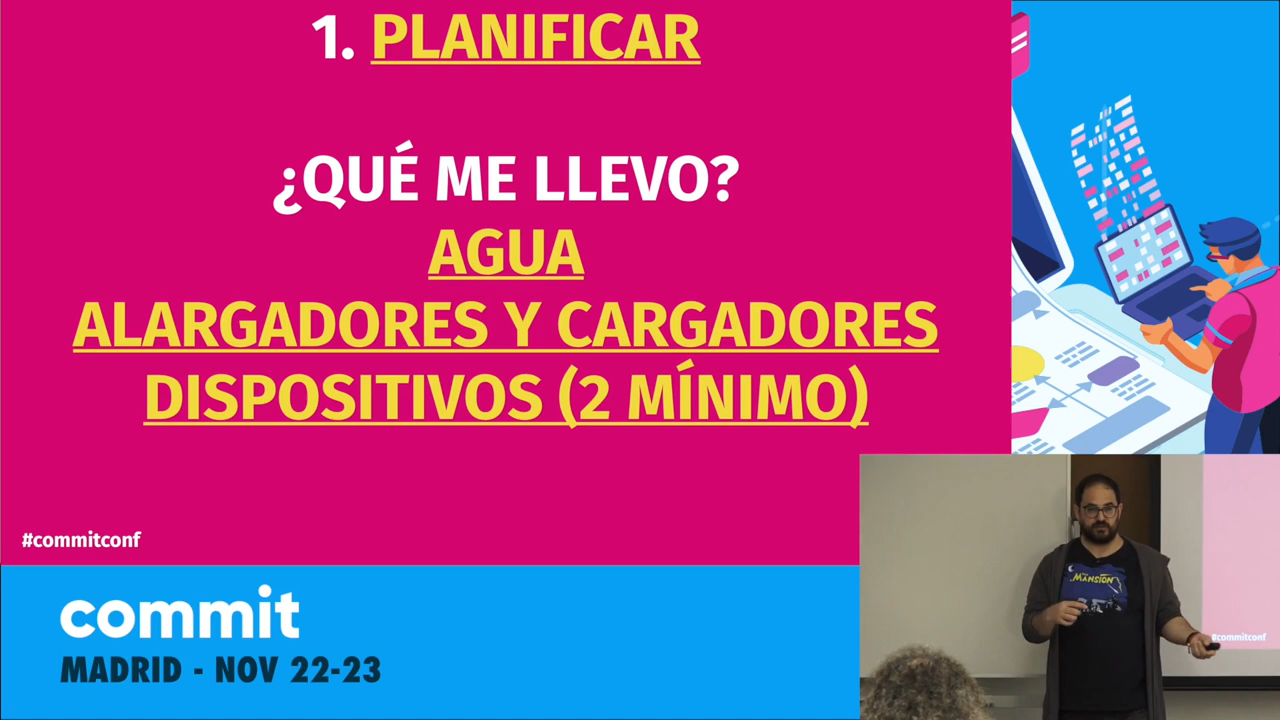 1. PLANIFICAR
¿QUÉ ME LLEVO?
AGUA
ALARGADORES Y CARGADORES
DISPOSITIVOS (2 MÍNIMO)
#commitconf
commit
MADRID - NOV 22-23
MANSION
#commitconf